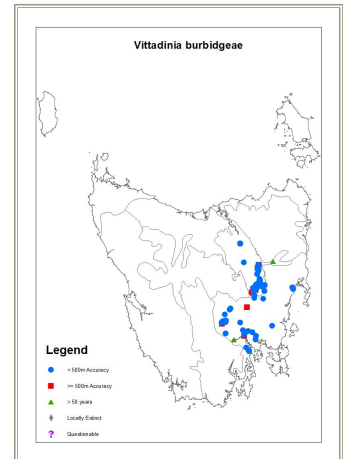 Vittadinia burbidgeae
Legend
< 500m Accuracy
>= 500m Accuracy
> 50 years
Locally Extinct
? Questionable